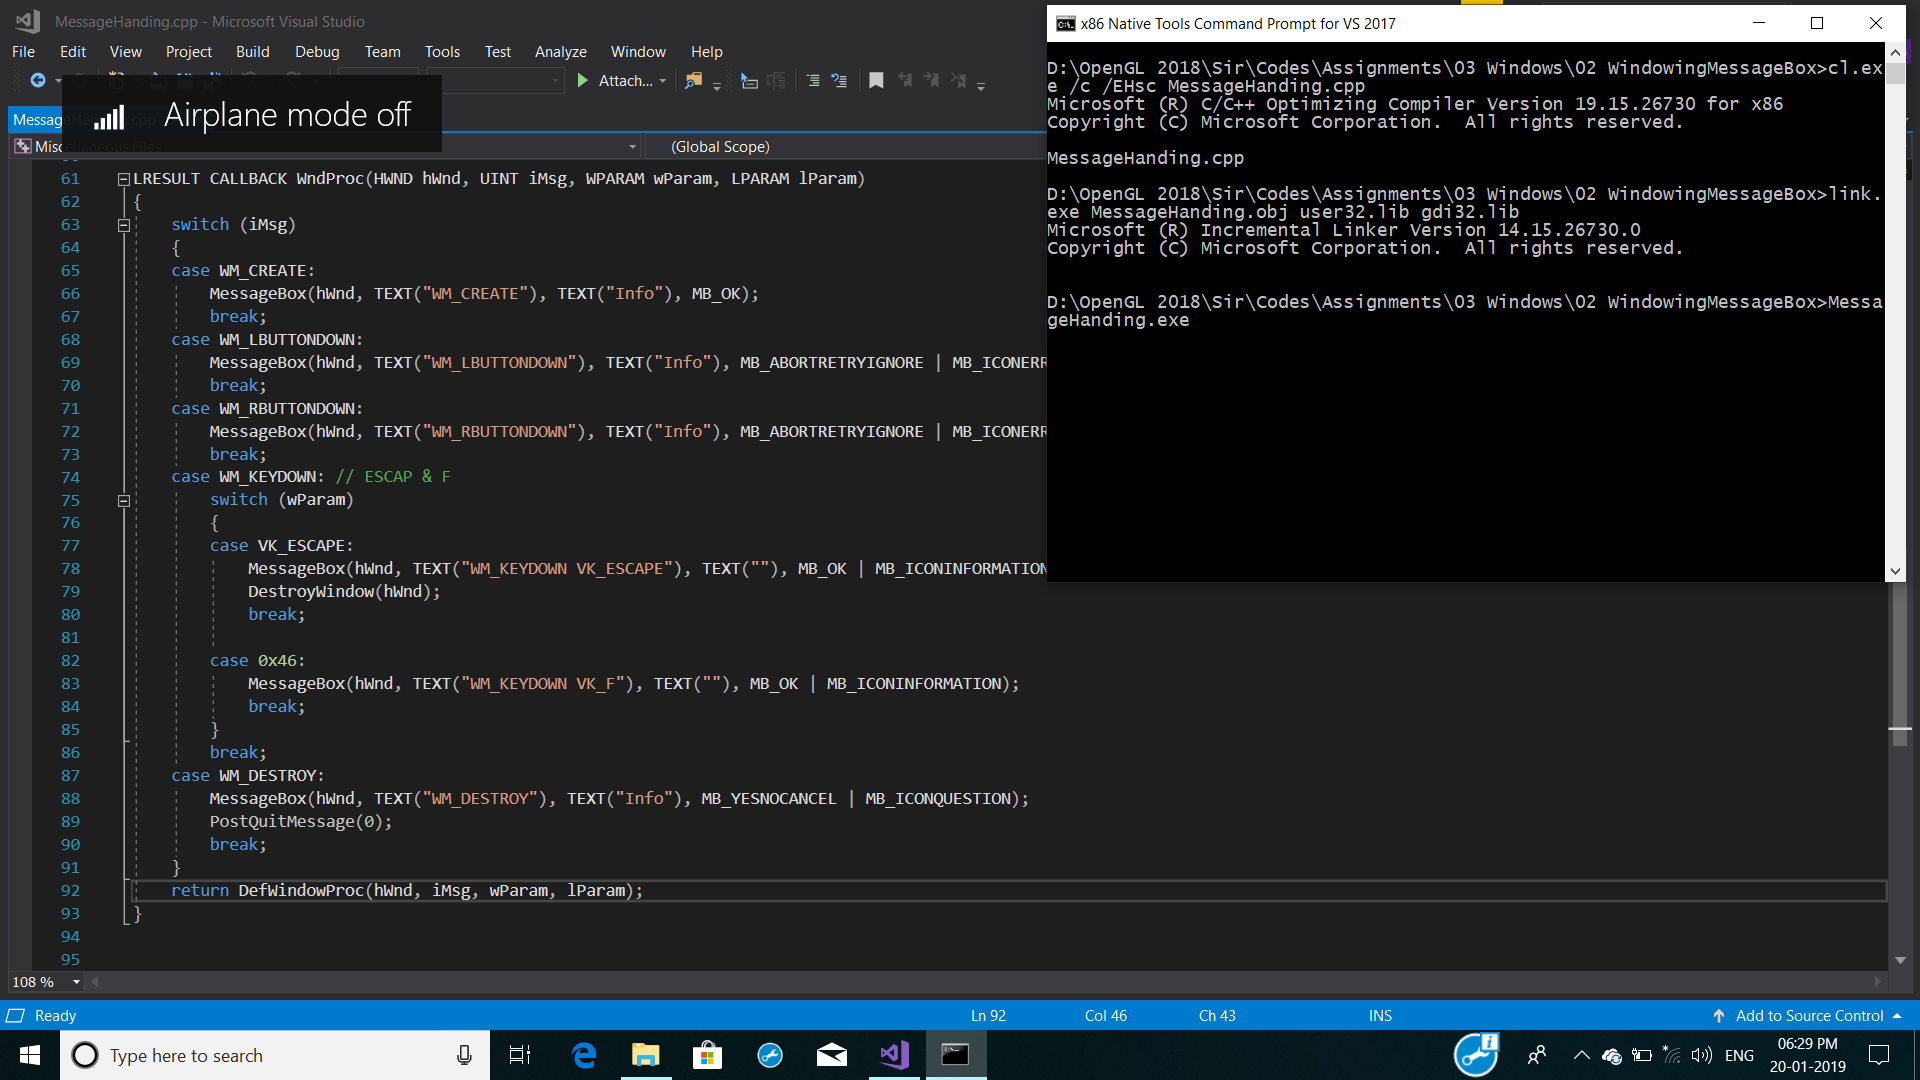 MessageHanding.cpp - Microsoft Visual Studio
File Edit View Project Build Debug Team Tools Test Analyze Window Help
Attach...
Airplane mode off
Messag
Misc
(Global Scope)
61 LRESULT CALLBACK WndProc(HWND hWnd, UINT iMsg, WPARAM wParam, LPARAM lParam)
62 {
63 switch (iMsg)
64 {
65 case WM_CREATE:
66 MessageBox(hWnd, TEXT("WM_CREATE"), TEXT("Info"), MB_OK);
67 break;
68 case WM_LBUTTONDOWN:
69 MessageBox(hWnd, TEXT("WM_LBUTTONDOWN"), TEXT("Info"), MB_ABORTRETRYIGNORE | MB_ICONERR
70 break;
71 case WM_RBUTTONDOWN:
72 MessageBox(hWnd, TEXT("WM_RBUTTONDOWN"), TEXT("Info"), MB_ABORTRETRYIGNORE | MB_ICONERR
73 break;
74 case WM_KEYDOWN: // ESCAP & F
75 switch (wParam)
76 {
77 case VK_ESCAPE:
78 MessageBox(hWnd, TEXT("WM_KEYDOWN VK_ESCAPE"), TEXT(""), MB_OK | MB_ICONINFORMATION
79 DestroyWindow(hWnd);
80 break;
81
82 case 0x46:
83 MessageBox(hWnd, TEXT("WM_KEYDOWN VK_F"), TEXT(""), MB_OK | MB_ICONINFORMATION);
84 break;
85 }
86 break;
87 case WM_DESTROY:
88 MessageBox(hWnd, TEXT("WM_DESTROY"), TEXT("Info"), MB_YESNOCANCEL | MB_ICONQUESTION);
89 PostQuitMessage(0);
90 break;
91 }
92 return DefWindowProc(hWnd, iMsg, wParam, lParam);
93 }
94
95
108 %
Ready Ln 92 Col 46 Ch 43 INS Add to Source Control
x86 Native Tools Command Prompt for VS 2017
D:\OpenGL 2018\Sir\Codes\Assignments\03 Windows\02 WindowingMessageBox>cl.ex
e /c /EHsc MessageHanding.cpp
Microsoft (R) C/C++ Optimizing Compiler Version 19.15.26730 for x86
Copyright (C) Microsoft Corporation.  All rights reserved.
MessageHanding.cpp
D:\OpenGL 2018\Sir\Codes\Assignments\03 Windows\02 WindowingMessageBox>link.
exe MessageHanding.obj user32.lib gdi32.lib
Microsoft (R) Incremental Linker Version 14.15.26730.0
Copyright (C) Microsoft Corporation.  All rights reserved.
D:\OpenGL 2018\Sir\Codes\Assignments\03 Windows\02 WindowingMessageBox>Messa
geHanding.exe
Type here to search
ENG
06:29 PM
20-01-2019